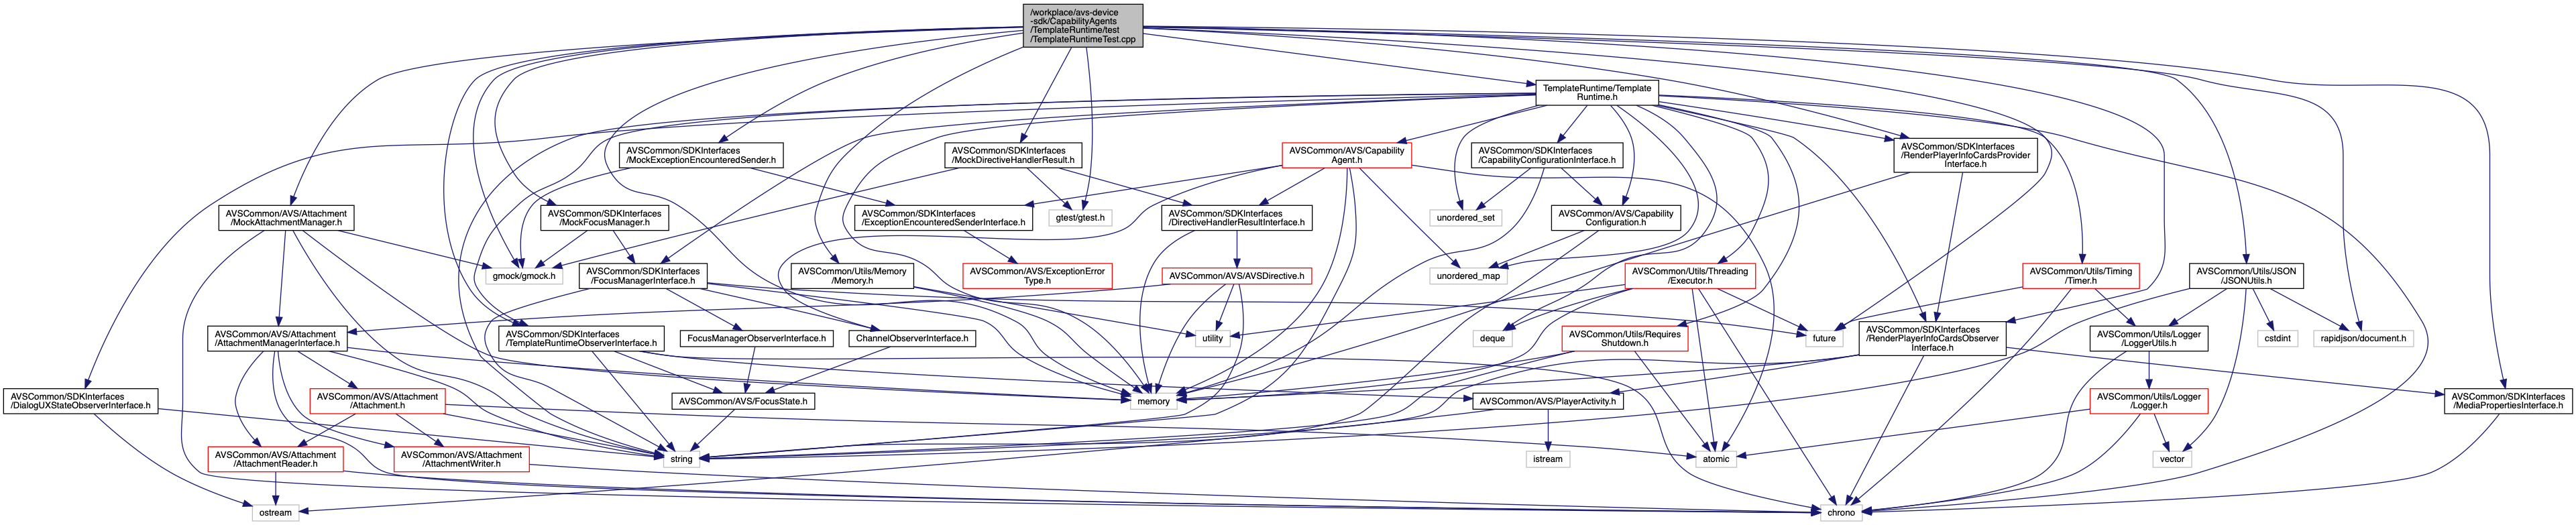 /workplace/avs-device
-sdk/CapabilityAgents
/TemplateRuntime/test
/TemplateRuntimeTest.cpp
TemplateRuntime/Template
Runtime.h
AVSCommon/SDKInterfaces
/MockExceptionEncounteredSender.h
AVSCommon/SDKInterfaces
/MockDirectiveHandlerResult.h
AVSCommon/AVS/Capability
Agent.h
AVSCommon/SDKInterfaces
/CapabilityConfigurationInterface.h
AVSCommon/SDKInterfaces
/RenderPlayerInfoCardsProvider
Interface.h
AVSCommon/AVS/Attachment
/MockAttachmentManager.h
AVSCommon/SDKInterfaces
/MockFocusManager.h
AVSCommon/SDKInterfaces
/ExceptionEncounteredSenderInterface.h
gtest/gtest.h
AVSCommon/SDKInterfaces
/DirectiveHandlerResultInterface.h
unordered_set
AVSCommon/AVS/Capability
Configuration.h
gmock/gmock.h
AVSCommon/SDKInterfaces
/FocusManagerInterface.h
AVSCommon/Utils/Memory
/Memory.h
AVSCommon/AVS/ExceptionError
Type.h
AVSCommon/AVS/AVSDirective.h
unordered_map
AVSCommon/Utils/Threading
/Executor.h
AVSCommon/Utils/Timing
/Timer.h
AVSCommon/Utils/JSON
/JSONUtils.h
AVSCommon/AVS/Attachment
/AttachmentManagerInterface.h
AVSCommon/SDKInterfaces
/TemplateRuntimeObserverInterface.h
FocusManagerObserverInterface.h
ChannelObserverInterface.h
utility
deque
AVSCommon/Utils/Requires
Shutdown.h
future
AVSCommon/SDKInterfaces
/RenderPlayerInfoCardsObserver
Interface.h
AVSCommon/Utils/Logger
/LoggerUtils.h
cstdint
rapidjson/document.h
AVSCommon/SDKInterfaces
/DialogUXStateObserverInterface.h
AVSCommon/AVS/Attachment
/Attachment.h
AVSCommon/AVS/FocusState.h
memory
AVSCommon/AVS/PlayerActivity.h
AVSCommon/Utils/Logger
/Logger.h
AVSCommon/SDKInterfaces
/MediaPropertiesInterface.h
AVSCommon/AVS/Attachment
/AttachmentReader.h
AVSCommon/AVS/Attachment
/AttachmentWriter.h
string
istream
atomic
vector
ostream
chrono